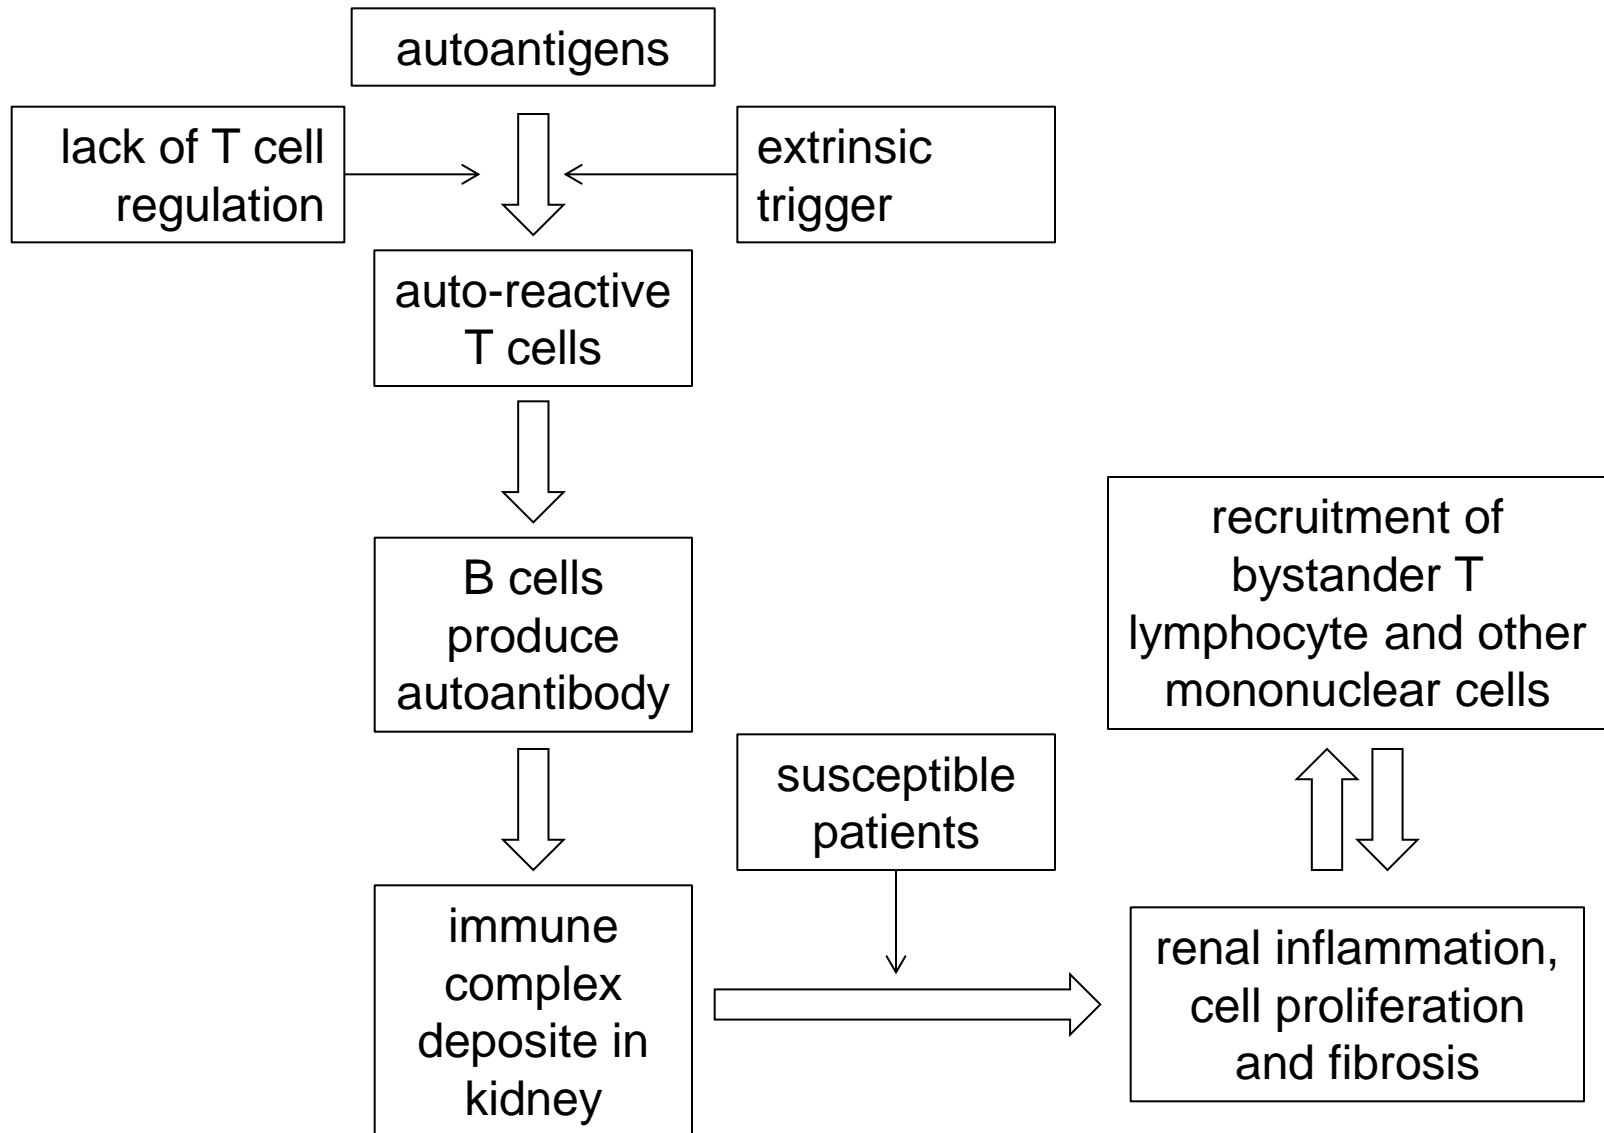 autoantigens
lack of T cell
regulation
extrinsic
trigger
auto-reactive
T cells
B cells
produce
autoantibody
immune
complex
deposite in
kidney
susceptible
patients
recruitment of
bystander T
lymphocyte and other
mononuclear cells
renal inflammation,
cell proliferation
and fibrosis